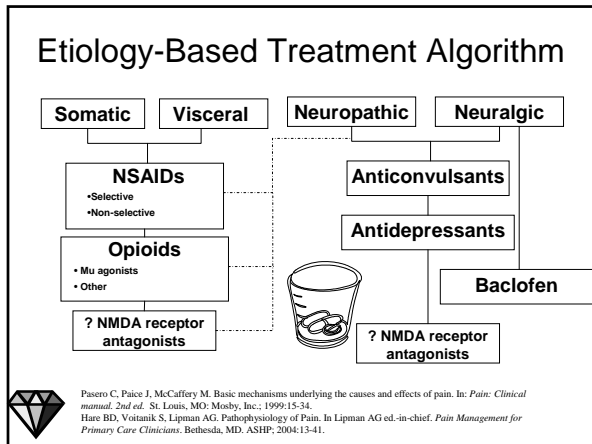 Etiology-Based Treatment Algorithm
Somatic
Visceral
NSAIDs
•Selective
•Non-selective
Opioids
• Mu agonists
• Other
? NMDA receptor
antagonists
Neuropathic
Neuralgic
Anticonvulsants
Antidepressants
Baclofen
? NMDA receptor
antagonists
Pasero C, Paice J, McCaffery M. Basic mechanisms underlying the causes and effects of pain. In: Pain: Clinical
manual. 2nd ed. St. Louis, MO: Mosby, Inc.; 1999:15-34.
Hare BD, Voitanik S, Lipman AG. Pathophysiology of Pain. In Lipman AG ed.-in-chief. Pain Management for
Primary Care Clinicians. Bethesda, MD. ASHP; 2004:13-41.